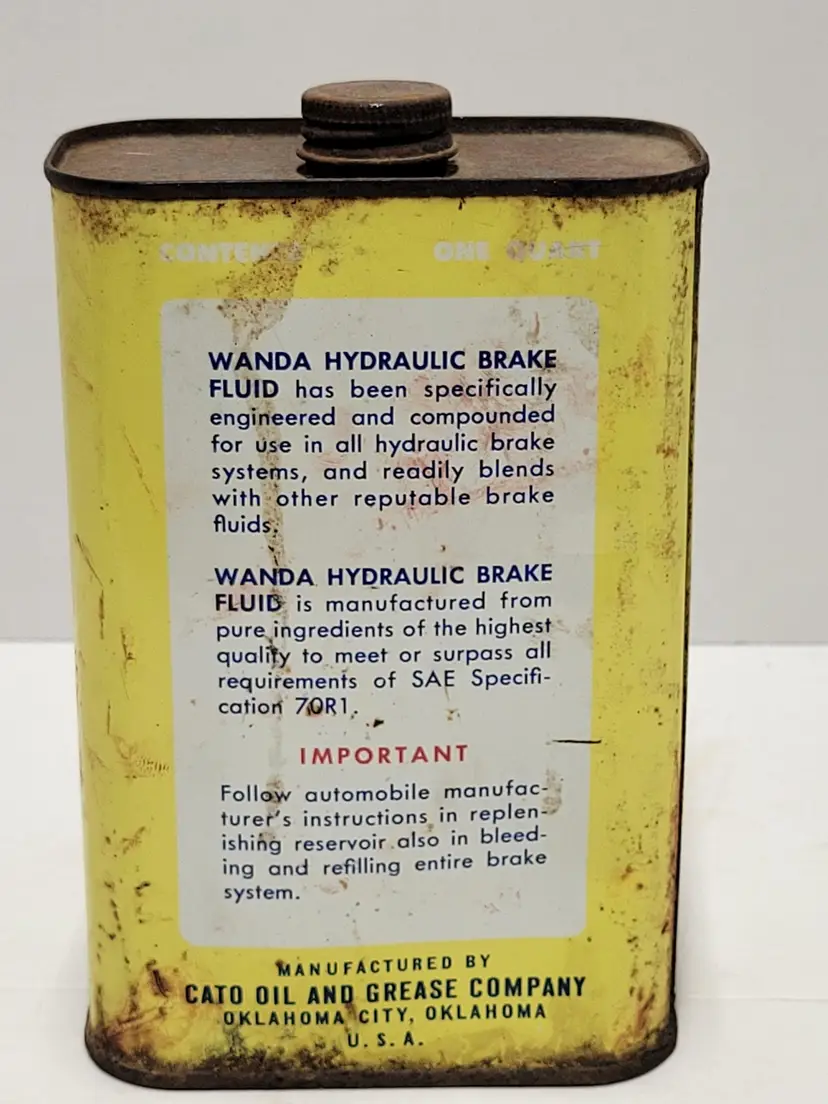 CONTENTS ONE QUART
WANDA HYDRAULIC BRAKE
FLUID has been specifically
engineered and compounded
for use in all hydraulic brake
systems, and readily blends
with other reputable brake
fluids.
WANDA HYDRAULIC BRAKE
FLUID is manufactured from
pure ingredients of the highest
quality to meet or surpass all
requirements of SAE Specifi-
cation 70R1.
IMPORTANT
Follow automobile manufac-
turer's instructions in replen-
ishing reservoir also in bleed-
ing and refilling entire brake
system.
MANUFACTURED BY
CATO OIL AND GREASE COMPANY
OKLAHOMA CITY, OKLAHOMA
U. S. A.